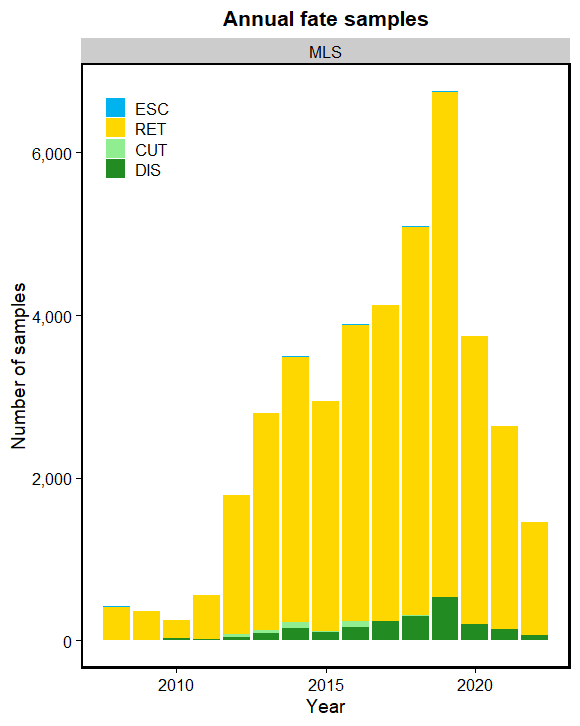 Annual fate samples
MLS
ESC
RET
CUT
DIS
6,000
4,000
2,000
0
Number of samples
2010 2015 2020
Year